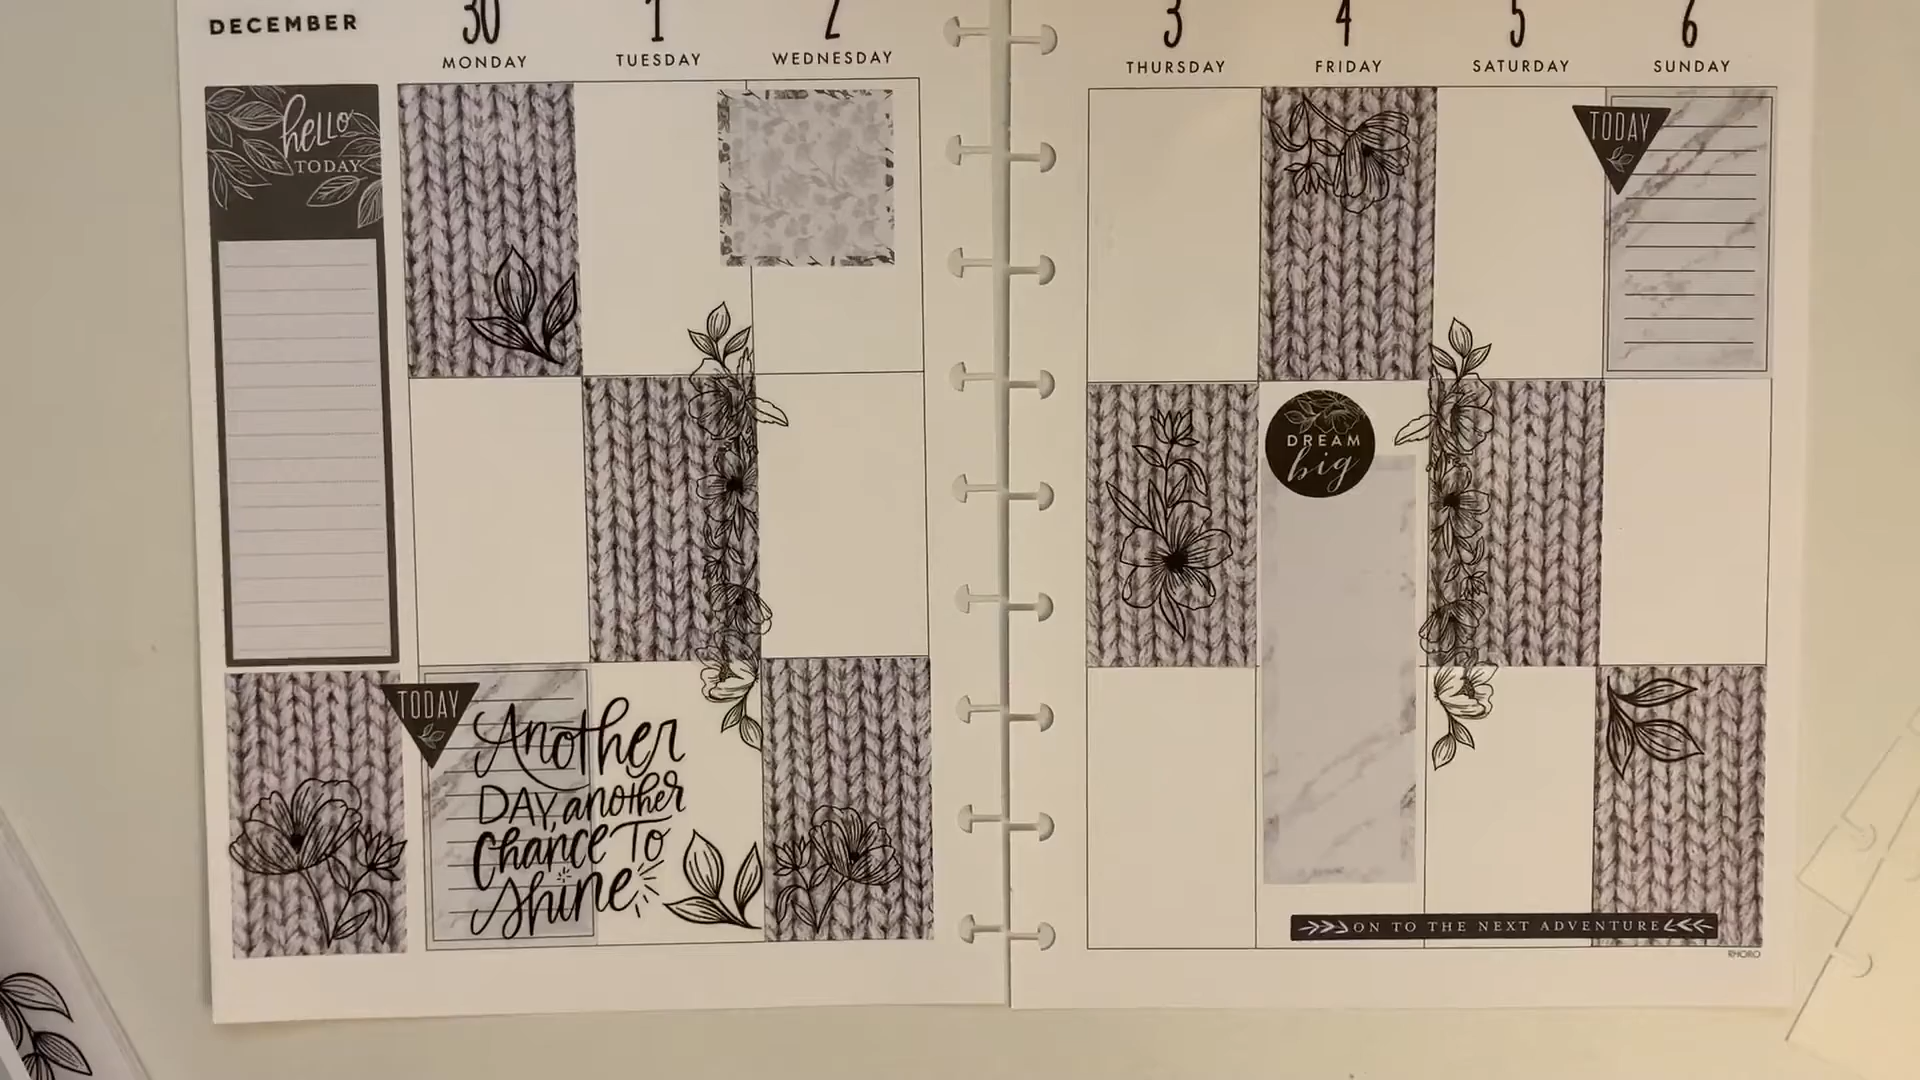 DECEMBER
30
1
2
MONDAY
TUESDAY
WEDNESDAY
3
4
5
6
THURSDAY
FRIDAY
SATURDAY
SUNDAY
hello
TODAY
TODAY
Another
DAY, another
chance To
shine
TODAY
DREAM
big
ON TO THE NEXT ADVENTURE